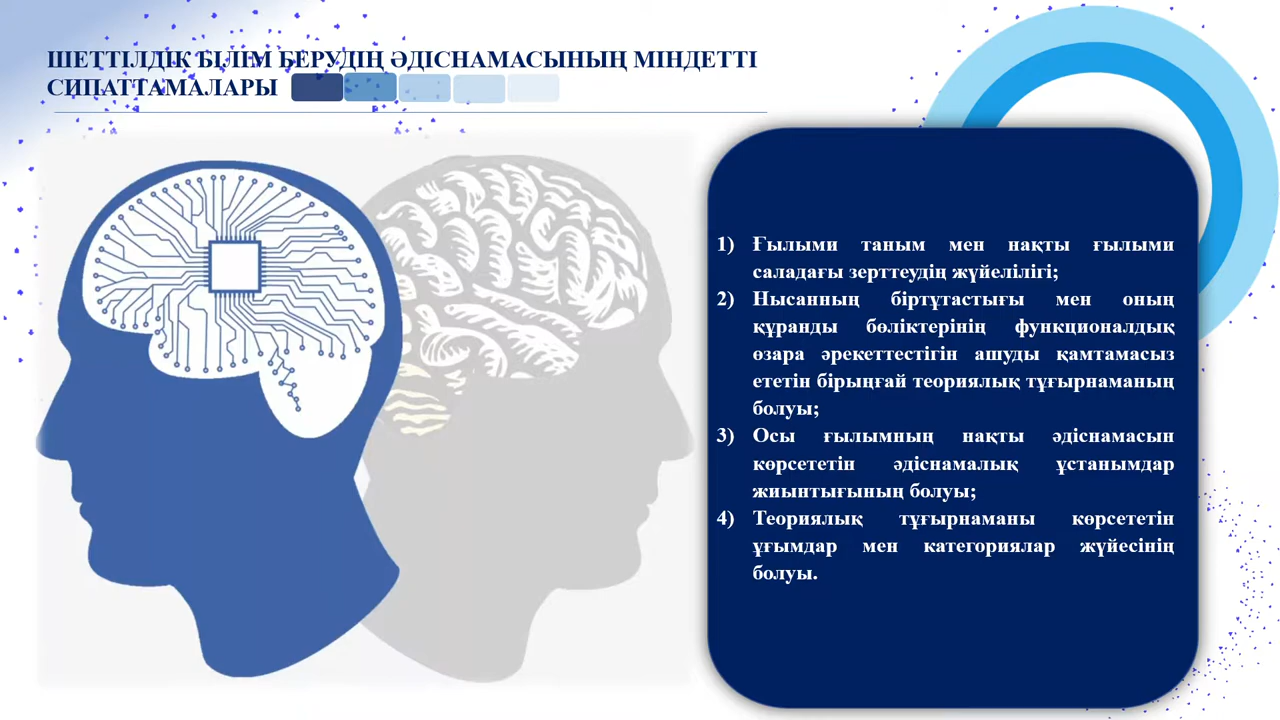 ШЕТТІЛДІК БІЛІМ БЕРУДІҢ ӘДІСНАМАСЫНЫҢ МІНДЕТТІ
СИПАТТАМАЛАРЫ
1) Ғылыми таным мен нақты ғылыми
саладағы зерттеудің жүйелілігі;
2) Нысанның біртұтастығы мен оның
құранды бөліктерінің функционалдық
өзара әрекеттестігін ашуды қамтамасыз
ететін бірыңғай теориялық тұғырнаманың
болуы;
3) Осы ғылымның нақты әдіснамасын
көрсететін әдіснамалық ұстанымдар
жиынтығының болуы;
4) Теориялық тұғырнаманы көрсететін
ұғымдар мен категориялар жүйесінің
болуы.